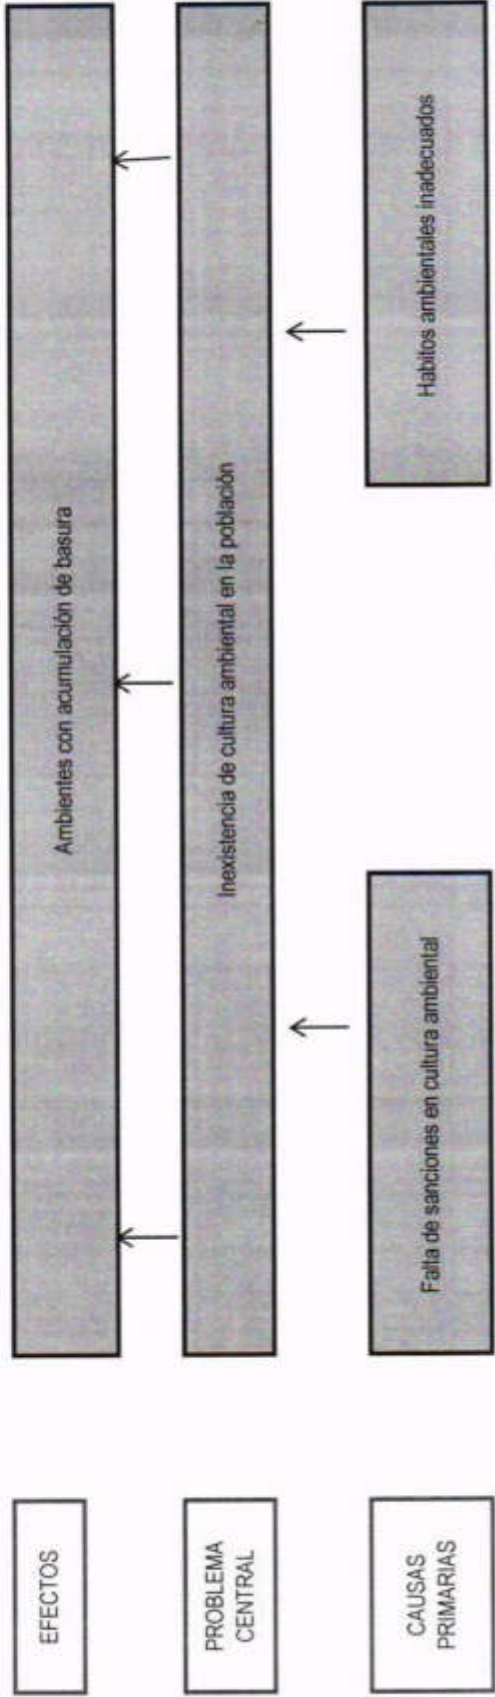 EFECTOS
Ambientes con acumulación de basura
PROBLEMA
CENTRAL
Inexistencia de cultura ambiental en la población
CAUSAS
PRIMARIAS
Falta de sanciones en cultura ambiental
Habitos ambientales inadecuados